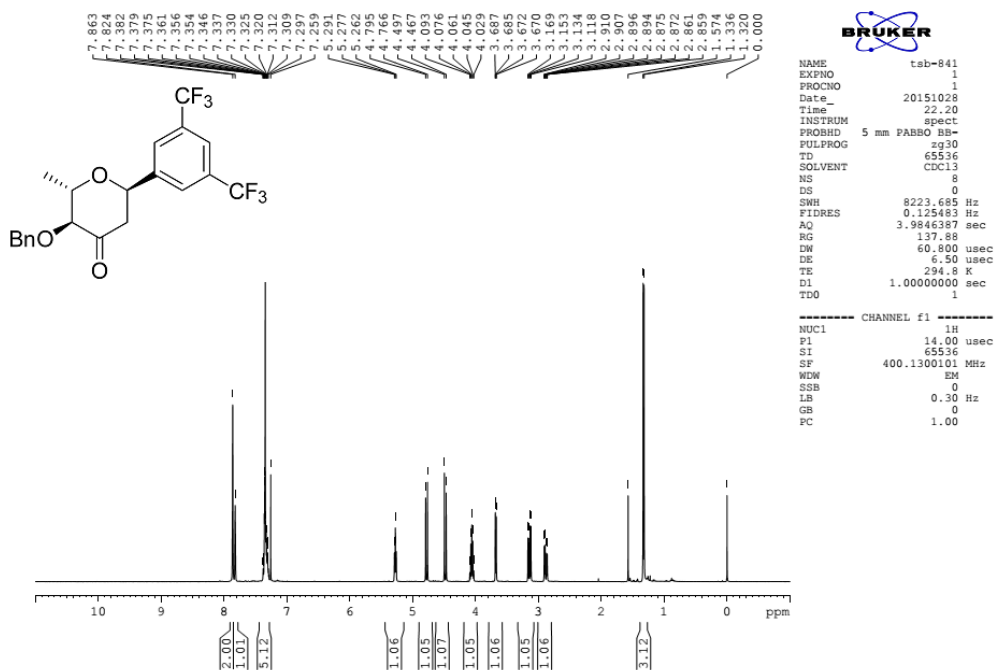 7.863
7.824
7.382
7.379
7.375
7.361
7.356
7.354
7.346
7.337
7.330
7.325
7.320
7.312
7.309
7.297
7.259
5.291
5.277
5.262
4.795
4.766
4.497
4.467
4.093
4.076
4.061
4.045
4.029
3.687
3.685
3.672
3.670
3.169
3.153
3.134
3.118
2.910
2.907
2.896
2.894
2.875
2.872
2.861
2.859
1.574
1.336
1.320
0.000
BRUKER
NAME tsb-841
EXPNO 1
PROCNO 1
Date_ 20151028
Time 22.20
INSTRUM spect
PROBHD 5 mm PABBO BB-
PULPROG zg30
TD 65536
SOLVENT CDCl3
NS 8
DS 0
SWH 8223.685 Hz
FIDRES 0.125483 Hz
AQ 3.9846387 sec
RG 137.88
DW 60.800 usec
DE 6.50 usec
TE 294.8 K
D1 1.00000000 sec
TD0 1
======== CHANNEL f1 ========
NUC1 1H
P1 14.00 usec
SI 65536
SF 400.1300101 MHz
WDW EM
SSB 0
LB 0.30 Hz
GB 0
PC 1.00
CF3
O
CF3
BnO
O
10 9 8 7 6 5 4 3 2 1 0 ppm
2.00
1.01
5.12
1.06
1.05
1.07
1.05
1.06
1.05
1.06
3.12